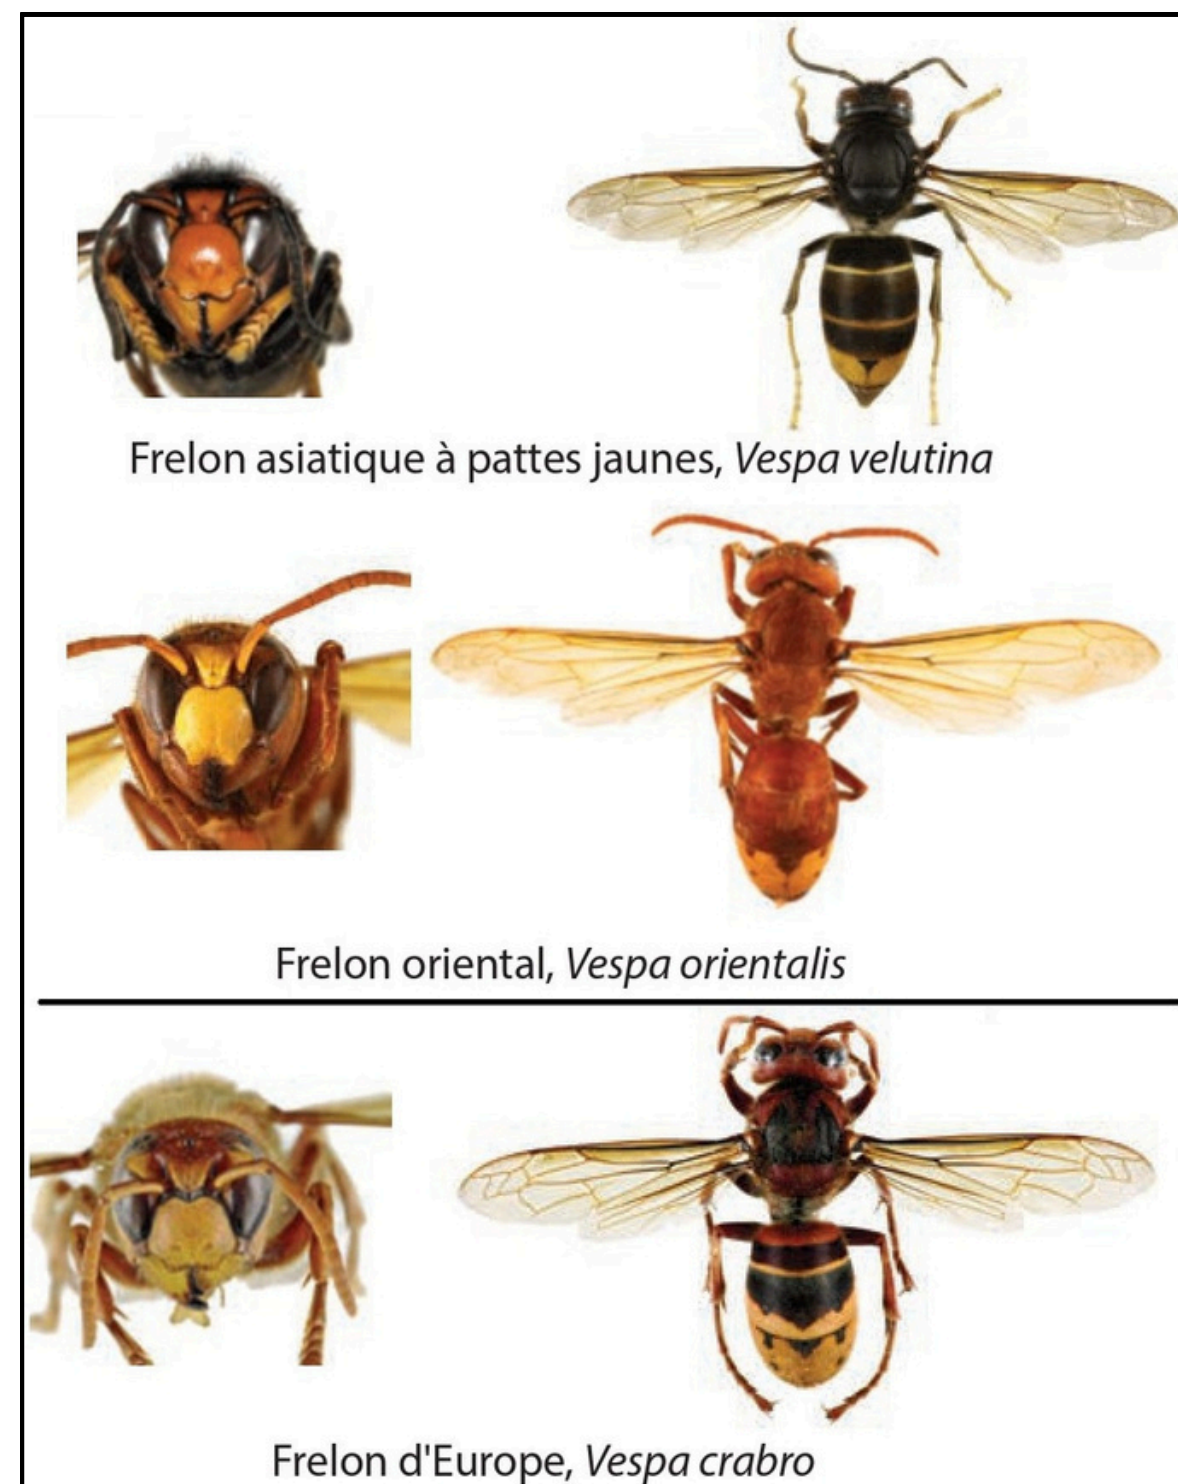 Frelon asiatique à pattes jaunes, Vespa velutina
Frelon oriental, Vespa orientalis
Frelon d'Europe, Vespa crabro